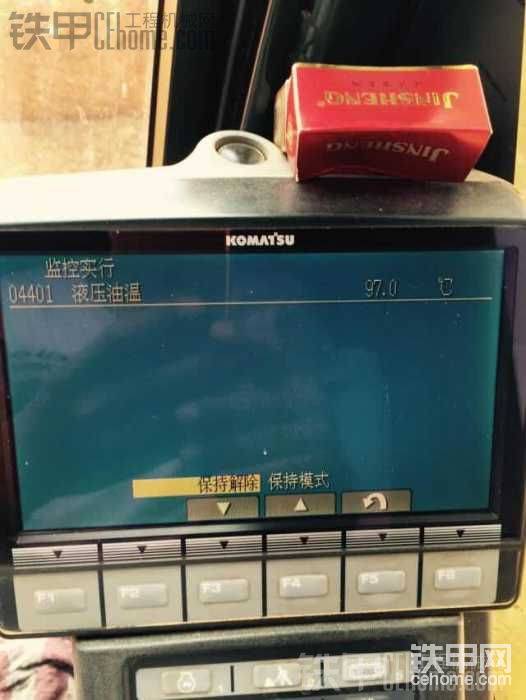 铁甲 CE工程机械网
CEhome.com
JINSHENG
JINSHENG
KOMATSU
监控实行
04401 液压油温 97.0 ℃
保持解除 保持模式
F1 F2 F3 F4 F5 F6
铁甲网
cehome.com